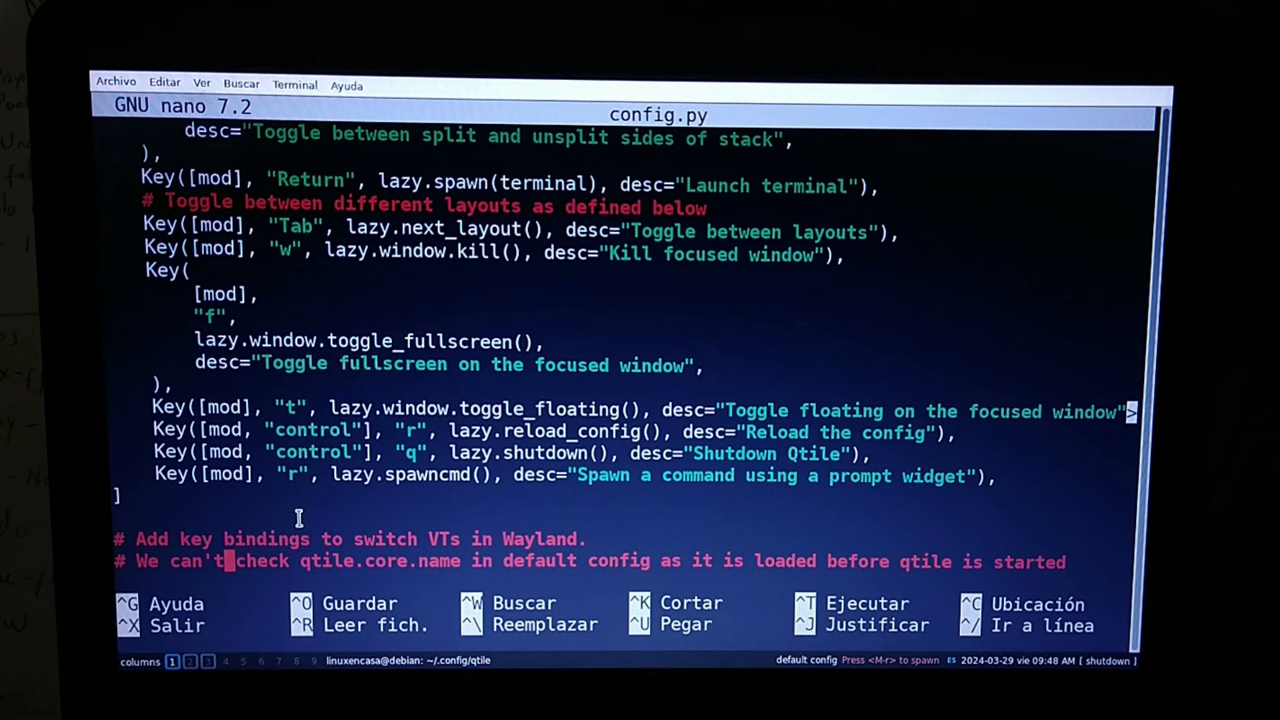 Archivo Editar Ver Buscar Terminal Ayuda
GNU nano 7.2 config.py
desc="Toggle between split and unsplit sides of stack",
),
Key([mod], "Return", lazy.spawn(terminal), desc="Launch terminal"),
# Toggle between different layouts as defined below
Key([mod], "Tab", lazy.next_layout(), desc="Toggle between layouts"),
Key([mod], "w", lazy.window.kill(), desc="Kill focused window"),
Key(
[mod],
"f",
lazy.window.toggle_fullscreen(),
desc="Toggle fullscreen on the focused window",
),
Key([mod], "t", lazy.window.toggle_floating(), desc="Toggle floating on the focused window">
Key([mod, "control"], "r", lazy.reload_config(), desc="Reload the config"),
Key([mod, "control"], "q", lazy.shutdown(), desc="Shutdown Qtile"),
Key([mod], "r", lazy.spawncmd(), desc="Spawn a command using a prompt widget"),
]
# Add key bindings to switch VTs in Wayland.
# We can't check qtile.core.name in default config as it is loaded before qtile is started
^G Ayuda ^O Guardar ^W Buscar ^K Cortar ^T Ejecutar ^C Ubicación
^X Salir ^R Leer fich. ^\ Reemplazar ^U Pegar ^J Justificar ^/ Ir a línea
columns 1 2 3 4 5 6 7 8 9 linuxencasa@debian: ~/.config/qtile default config Press <M-r> to spawn ES 2024-03-29 vie 09:48 AM [ shutdown ]